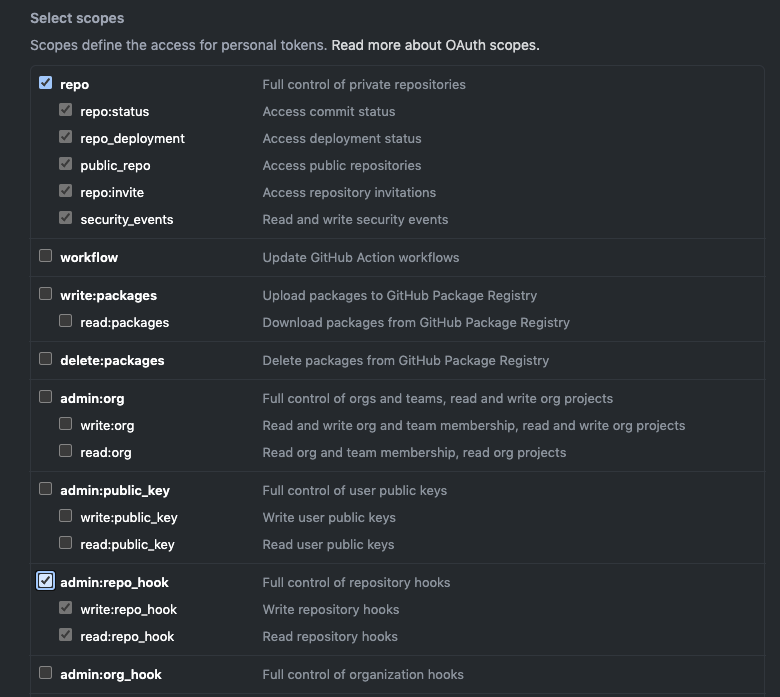 Select scopes
Scopes define the access for personal tokens. Read more about OAuth scopes.
repo Full control of private repositories
repo:status Access commit status
repo_deployment Access deployment status
public_repo Access public repositories
repo:invite Access repository invitations
security_events Read and write security events
workflow Update GitHub Action workflows
write:packages Upload packages to GitHub Package Registry
read:packages Download packages from GitHub Package Registry
delete:packages Delete packages from GitHub Package Registry
admin:org Full control of orgs and teams, read and write org projects
write:org Read and write org and team membership, read and write org projects
read:org Read org and team membership, read org projects
admin:public_key Full control of user public keys
write:public_key Write user public keys
read:public_key Read user public keys
admin:repo_hook Full control of repository hooks
write:repo_hook Write repository hooks
read:repo_hook Read repository hooks
admin:org_hook Full control of organization hooks